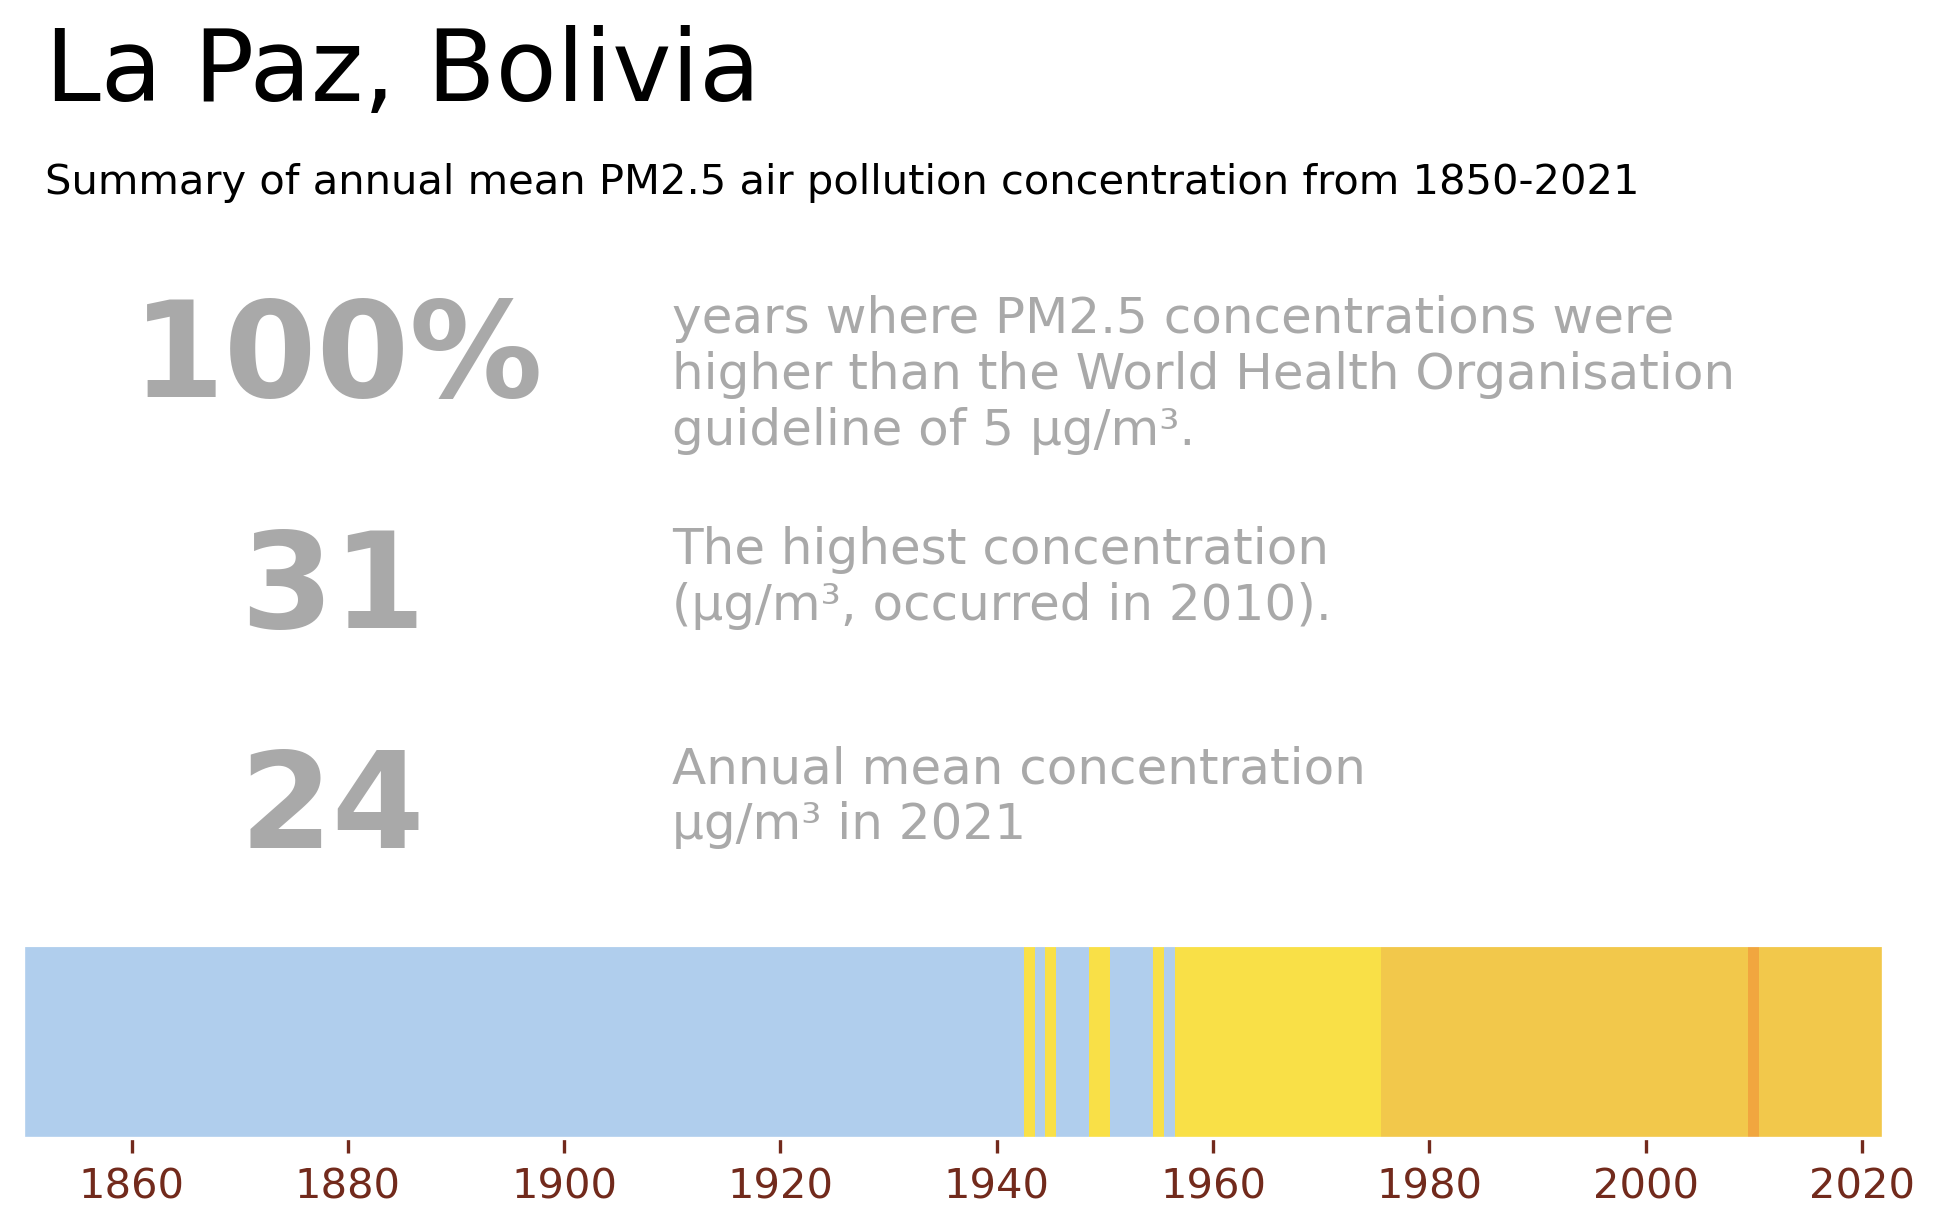 La Paz, Bolivia
Summary of annual mean PM2.5 air pollution concentration from 1850-2021
100%
years where PM2.5 concentrations were
higher than the World Health Organisation
guideline of 5 μg/m³.
31
The highest concentration
(μg/m³, occurred in 2010).
24
Annual mean concentration
μg/m³ in 2021
1860 1880 1900 1920 1940 1960 1980 2000 2020